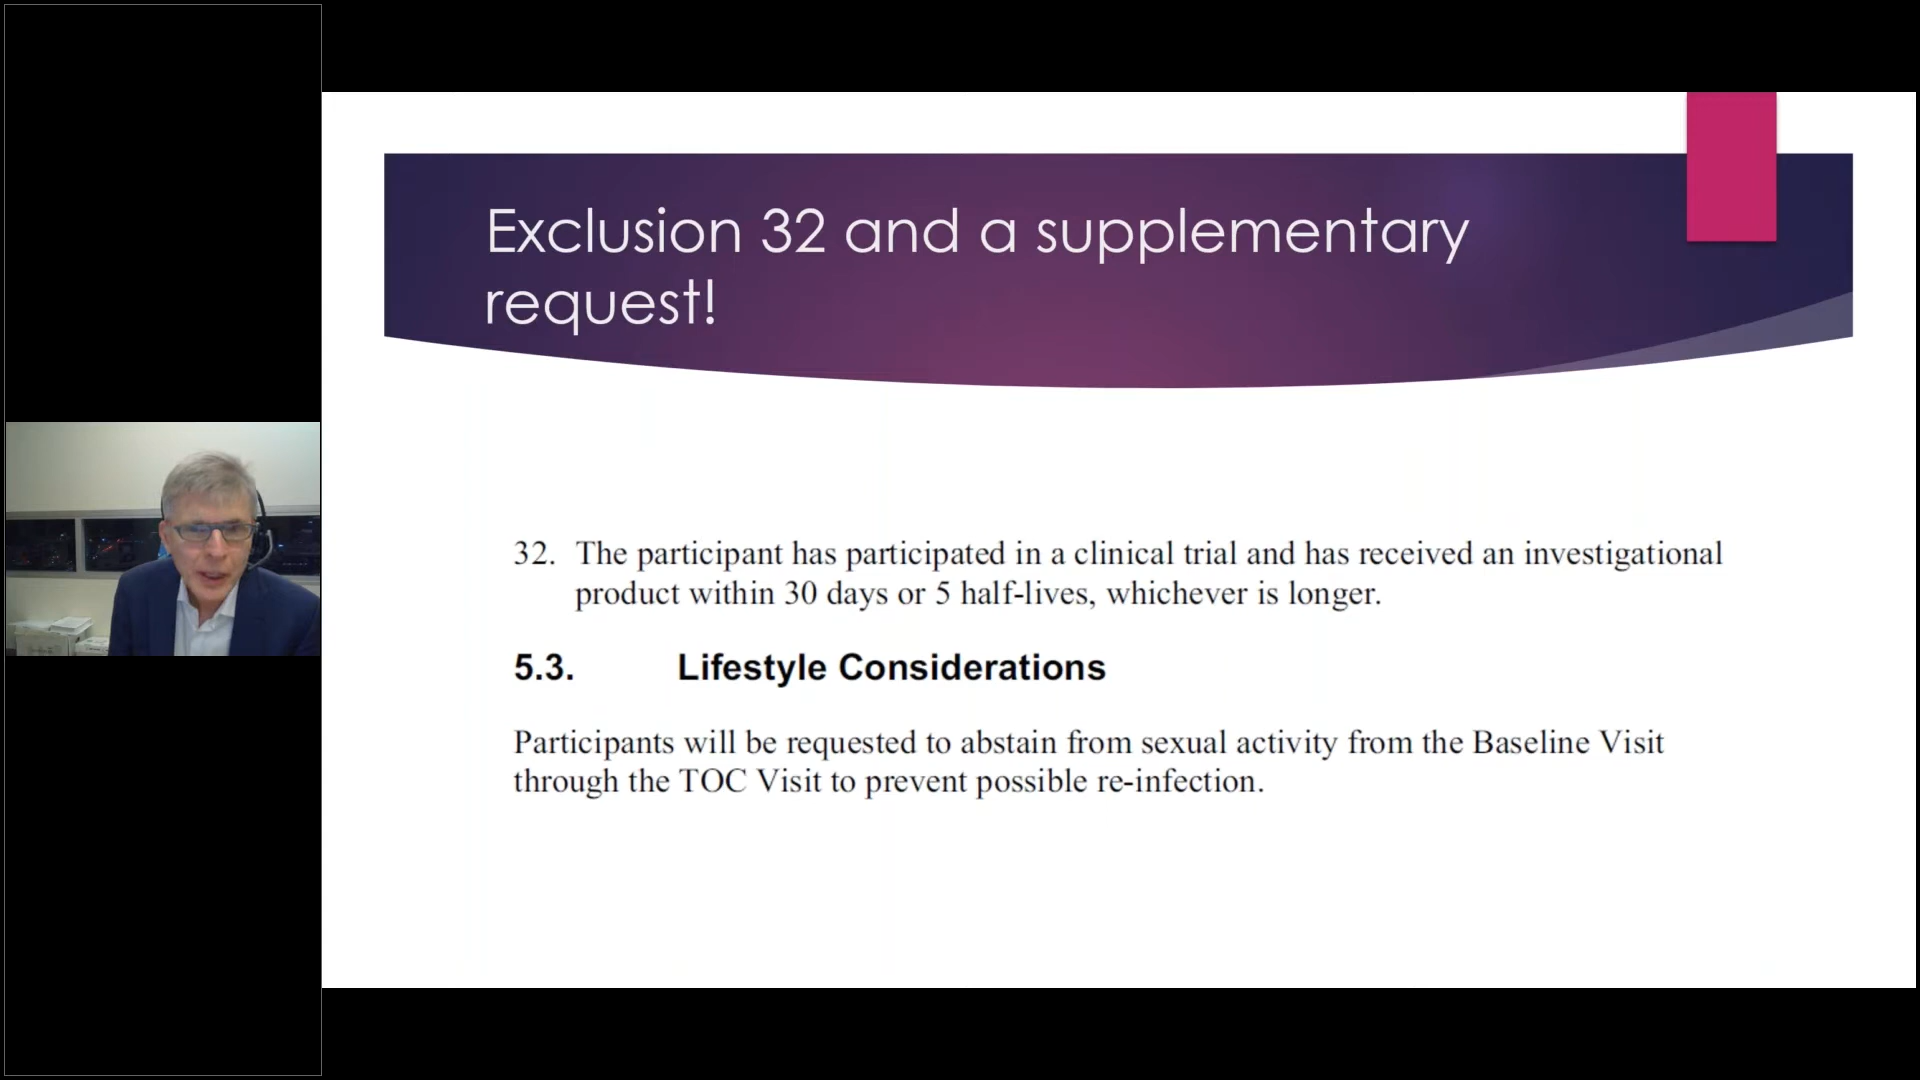 Exclusion 32 and a supplementary
request!
32. The participant has participated in a clinical trial and has received an investigational
product within 30 days or 5 half-lives, whichever is longer.
5.3. Lifestyle Considerations
Participants will be requested to abstain from sexual activity from the Baseline Visit
through the TOC Visit to prevent possible re-infection.